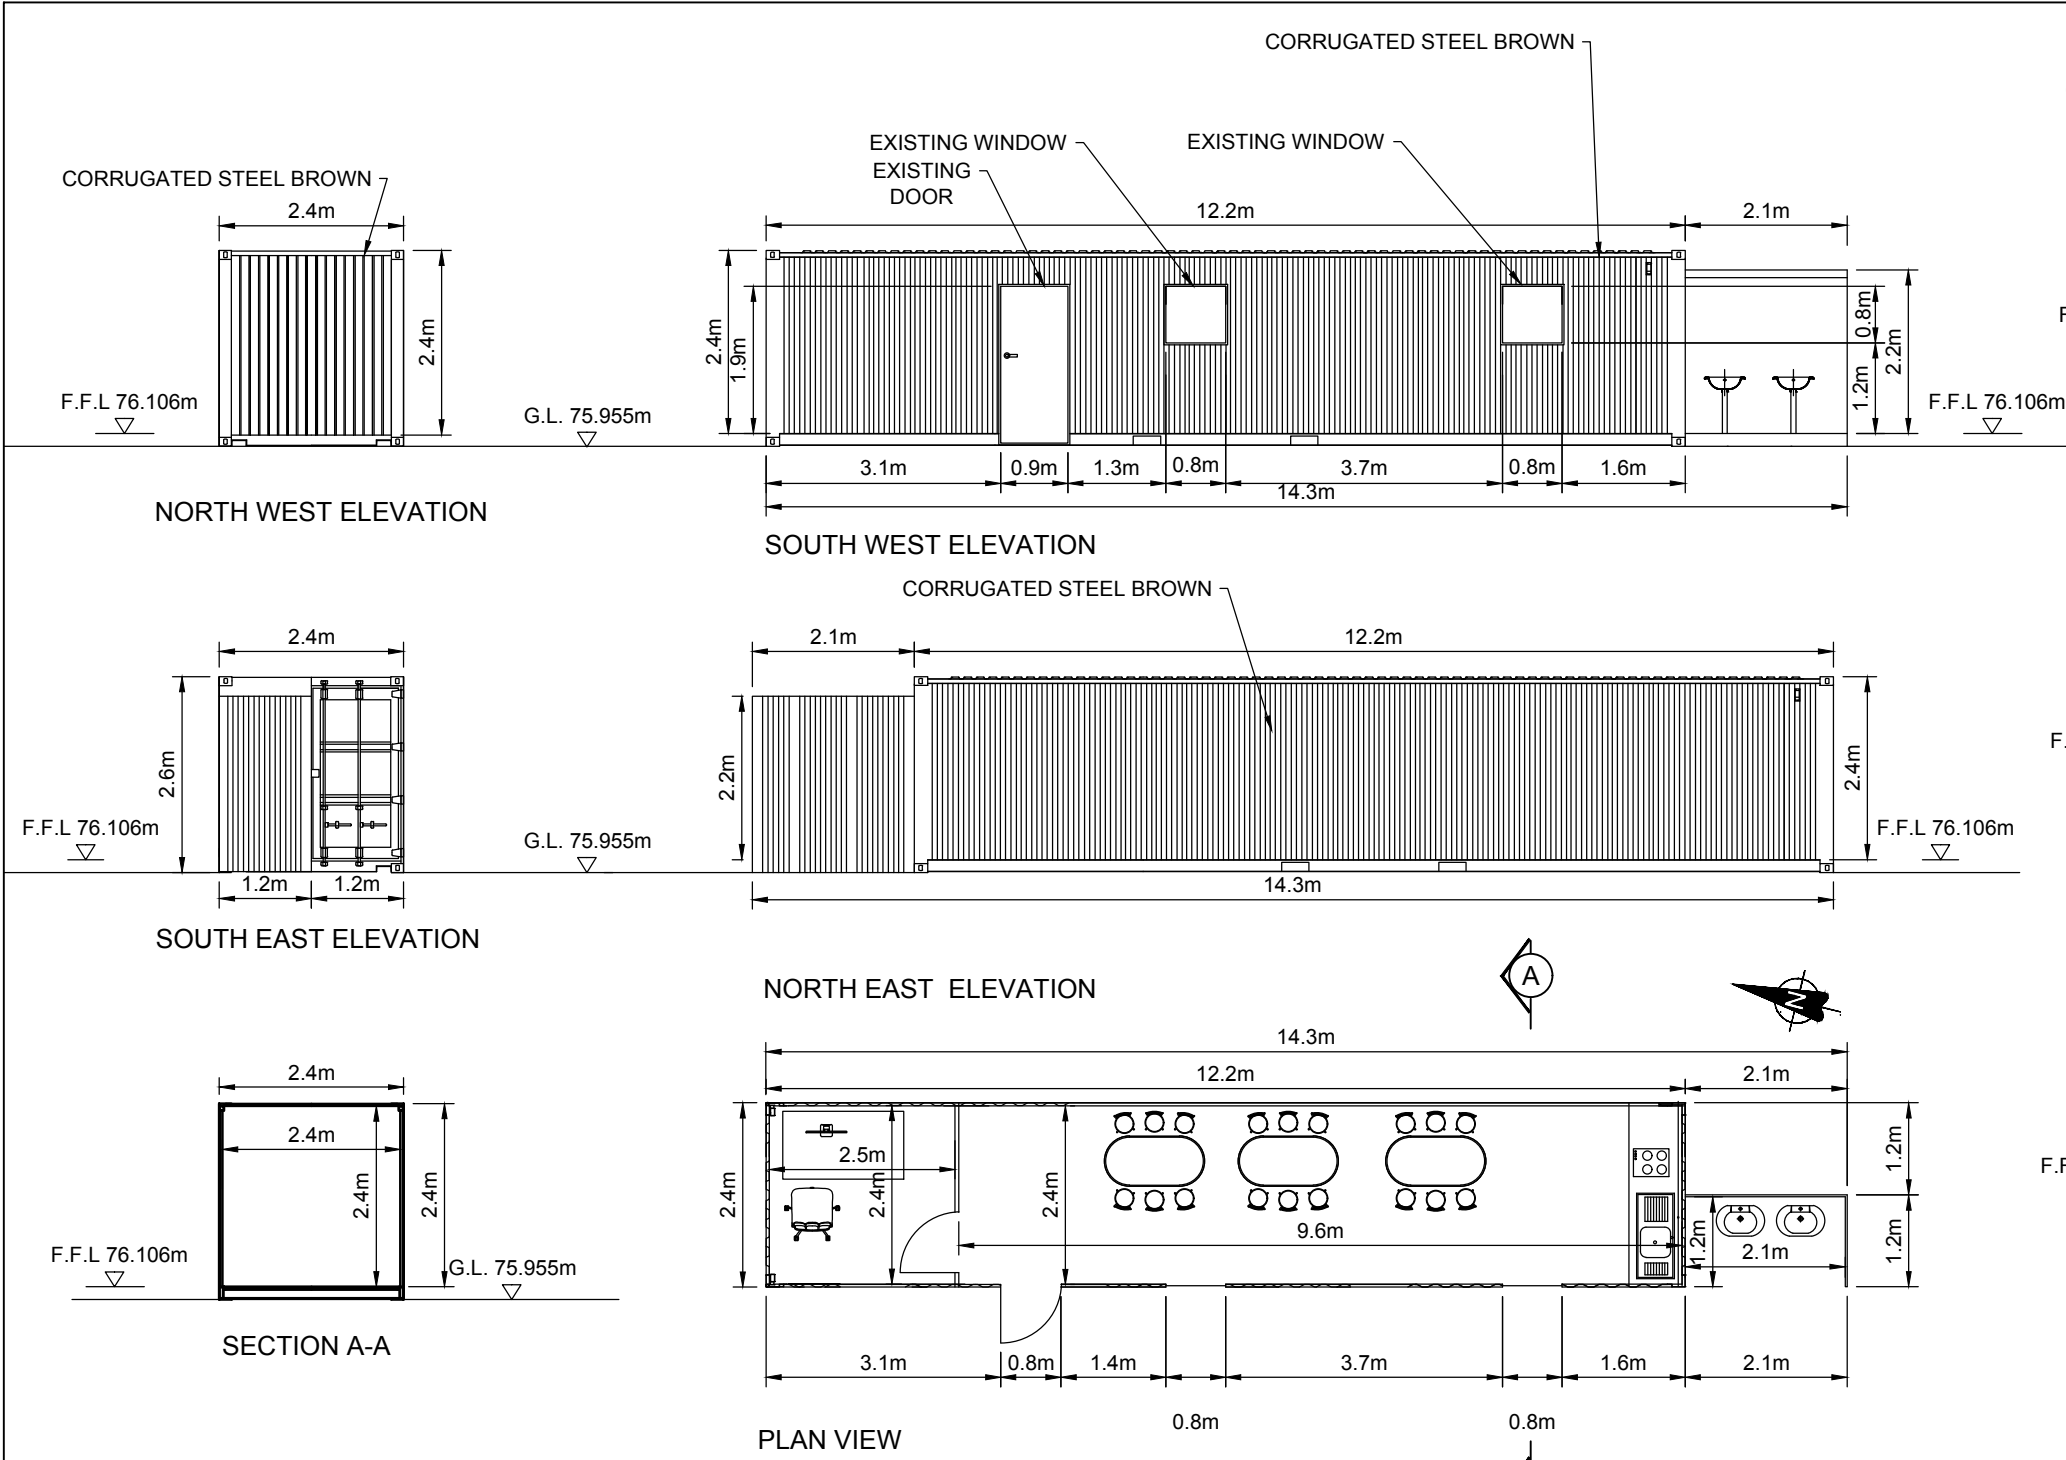 CORRUGATED STEEL BROWN
EXISTING WINDOW
EXISTING WINDOW
EXISTING
DOOR
CORRUGATED STEEL BROWN
2.4m
12.2m
2.1m
2.4m
2.4m
1.9m
0.8m
2.2m
1.2m
F.F.L 76.106m
G.L. 75.955m
F.F.L 76.106m
3.1m
0.9m
1.3m
0.8m
3.7m
0.8m
1.6m
14.3m
NORTH WEST ELEVATION
SOUTH WEST ELEVATION
CORRUGATED STEEL BROWN
2.4m
2.1m
12.2m
2.6m
2.2m
2.4m
F.F.L 76.106m
G.L. 75.955m
F.F.L 76.106m
1.2m
1.2m
14.3m
SOUTH EAST ELEVATION
NORTH EAST ELEVATION
A
N
14.3m
2.4m
12.2m
2.1m
2.4m
2.4m
2.4m
2.4m
2.5m
2.4m
2.4m
9.6m
1.2m
2.1m
1.2m
1.2m
F.F.L 76.106m
G.L. 75.955m
SECTION A-A
3.1m
0.8m
1.4m
3.7m
1.6m
2.1m
0.8m
0.8m
PLAN VIEW